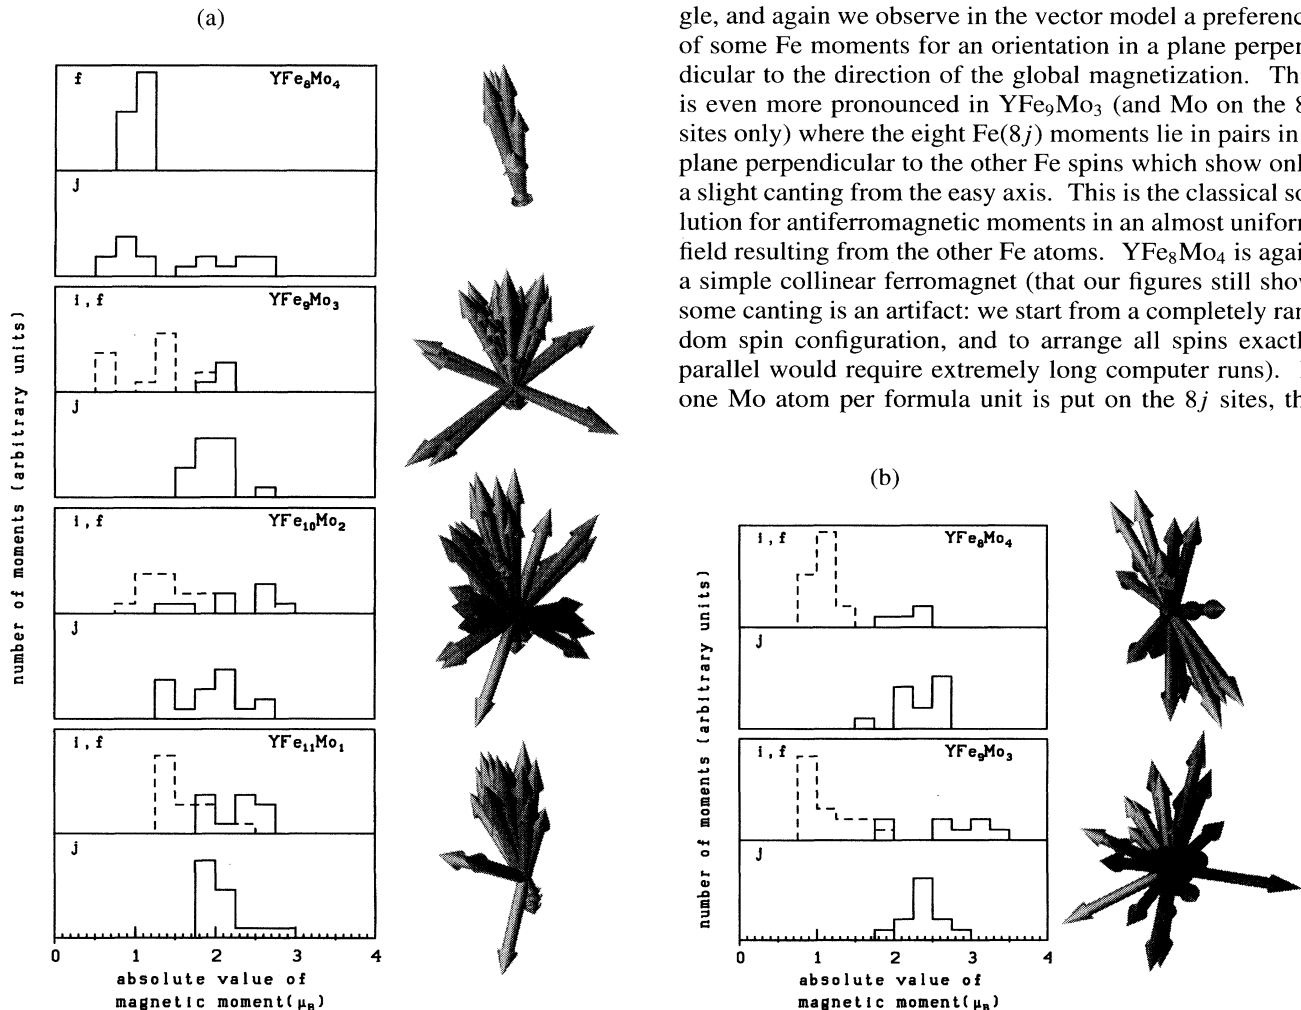 (a)
number of moments (arbitrary units)
f YFe₈Mo₄
j
i,f YFe₉Mo₃
j
i,f YFe₁₀Mo₂
j
i,f YFe₁₁Mo₁
j
0 1 2 3 4
absolute value of
magnetic moment(μ_B)
gle, and again we observe in the vector model a preferenc
of some Fe moments for an orientation in a plane perpen
dicular to the direction of the global magnetization. Th
is even more pronounced in YFe₉Mo₃ (and Mo on the 8
sites only) where the eight Fe(8j) moments lie in pairs in
plane perpendicular to the other Fe spins which show onl
a slight canting from the easy axis. This is the classical so
lution for antiferromagnetic moments in an almost uniform
field resulting from the other Fe atoms. YFe₈Mo₄ is agai
a simple collinear ferromagnet (that our figures still show
some canting is an artifact: we start from a completely ran
dom spin configuration, and to arrange all spins exactl
parallel would require extremely long computer runs).
one Mo atom per formula unit is put on the 8j sites, th
(b)
number of moments (arbitrary units)
i,f YFe₈Mo₄
j
i,f YFe₉Mo₃
j
0 1 2 3 4
absolute value of
magnetic moment(μ_B)